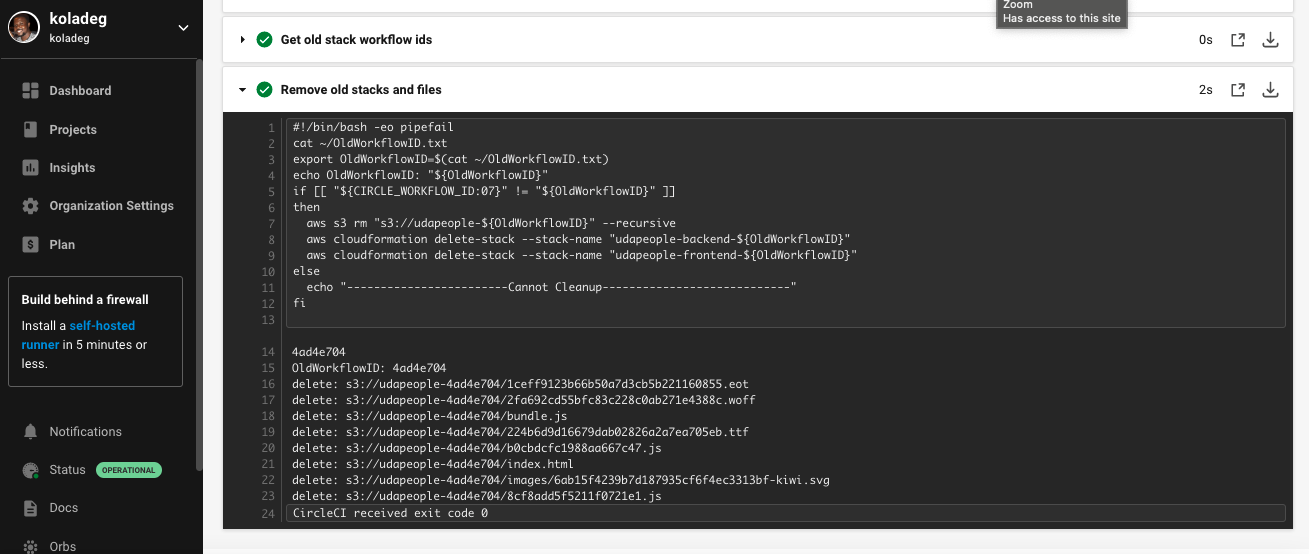 koladeg
koladeg
Dashboard
Projects
Insights
Organization Settings
Plan
Build behind a firewall
Install a self-hosted
runner in 5 minutes or
less.
Notifications
Status OPERATIONAL
Docs
Orbs
Zoom
Has access to this site
Get old stack workflow ids 0s
Remove old stacks and files 2s
1 #!/bin/bash -eo pipefail
2 cat ~/OldWorkflowID.txt
3 export OldWorkflowID=$(cat ~/OldWorkflowID.txt)
4 echo OldWorkflowID: "${OldWorkflowID}"
5 if [[ "${CIRCLE_WORKFLOW_ID:07}" != "${OldWorkflowID}" ]]
6 then
7   aws s3 rm "s3://udapeople-${OldWorkflowID}" --recursive
8   aws cloudformation delete-stack --stack-name "udapeople-backend-${OldWorkflowID}"
9   aws cloudformation delete-stack --stack-name "udapeople-frontend-${OldWorkflowID}"
10 else
11   echo "------------------------Cannot Cleanup----------------------------"
12 fi
13
14 4ad4e704
15 OldWorkflowID: 4ad4e704
16 delete: s3://udapeople-4ad4e704/1ceff9123b66b50a7d3cb5b221160855.eot
17 delete: s3://udapeople-4ad4e704/2fa692cd55bfc83c228c0ab271e4388c.woff
18 delete: s3://udapeople-4ad4e704/bundle.js
19 delete: s3://udapeople-4ad4e704/224b6d9d16679dab02826a2a7ea705eb.ttf
20 delete: s3://udapeople-4ad4e704/b0cbdcfc1988aa667c47.js
21 delete: s3://udapeople-4ad4e704/index.html
22 delete: s3://udapeople-4ad4e704/images/6ab15f4239b7d187935cf6f4ec3313bf-kiwi.svg
23 delete: s3://udapeople-4ad4e704/8cf8add5f5211f0721e1.js
24 CircleCI received exit code 0